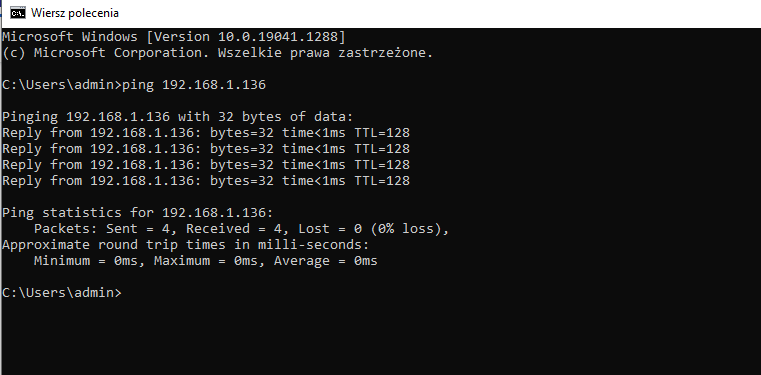 Wiersz polecenia
Microsoft Windows [Version 10.0.19041.1288]
(c) Microsoft Corporation. Wszelkie prawa zastrzeżone.
C:\Users\admin>ping 192.168.1.136
Pinging 192.168.1.136 with 32 bytes of data:
Reply from 192.168.1.136: bytes=32 time<1ms TTL=128
Reply from 192.168.1.136: bytes=32 time<1ms TTL=128
Reply from 192.168.1.136: bytes=32 time<1ms TTL=128
Reply from 192.168.1.136: bytes=32 time<1ms TTL=128
Ping statistics for 192.168.1.136:
    Packets: Sent = 4, Received = 4, Lost = 0 (0% loss),
Approximate round trip times in milli-seconds:
    Minimum = 0ms, Maximum = 0ms, Average = 0ms
C:\Users\admin>